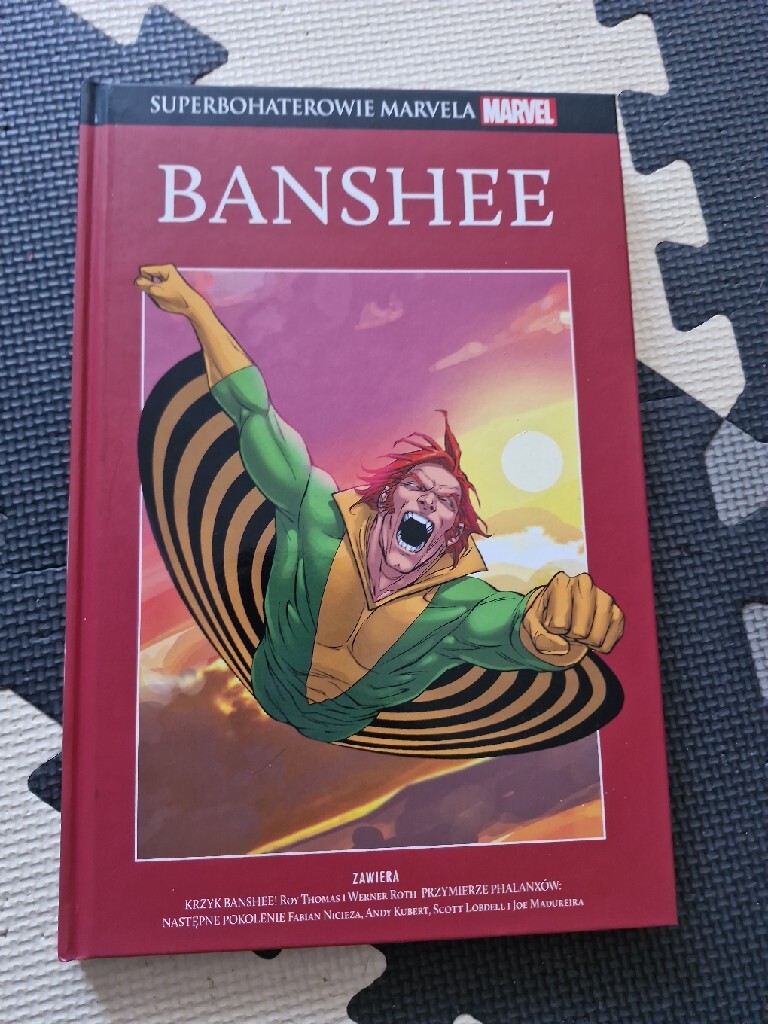 SUPERBOHATEROWIE MARVELA MARVEL
BANSHEE
ZAWIERA
KRZYK BANSHEE! ROY THOMAS I WERNER ROTH PRZYMIERZE PHALANXÓW:
NASTĘPNE POKOLENIE FABIAN NICIEZA, ANDY KUBERT, SCOTT LOBDELL I JOE MADUREIRA